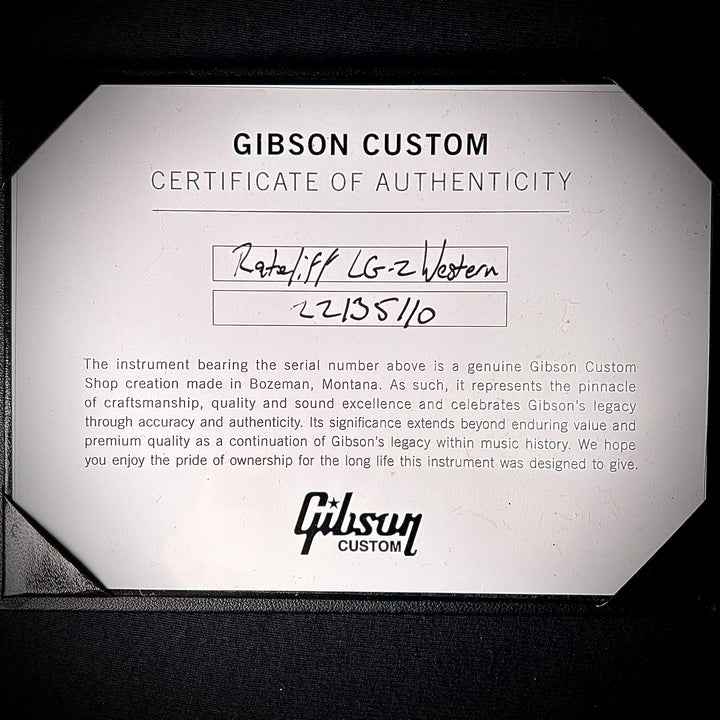 GIBSON CUSTOM
CERTIFICATE OF AUTHENTICITY
Rateliff LG-2 Western
22135110
The instrument bearing the serial number above is a genuine Gibson Custom
Shop creation made in Bozeman, Montana. As such, it represents the pinnacle
of craftsmanship, quality and sound excellence and celebrates Gibson's legacy
through accuracy and authenticity. Its significance extends beyond enduring value and
premium quality as a continuation of Gibson's legacy within music history. We hope
you enjoy the pride of ownership for the long life this instrument was designed to give.
Gibson
CUSTOM